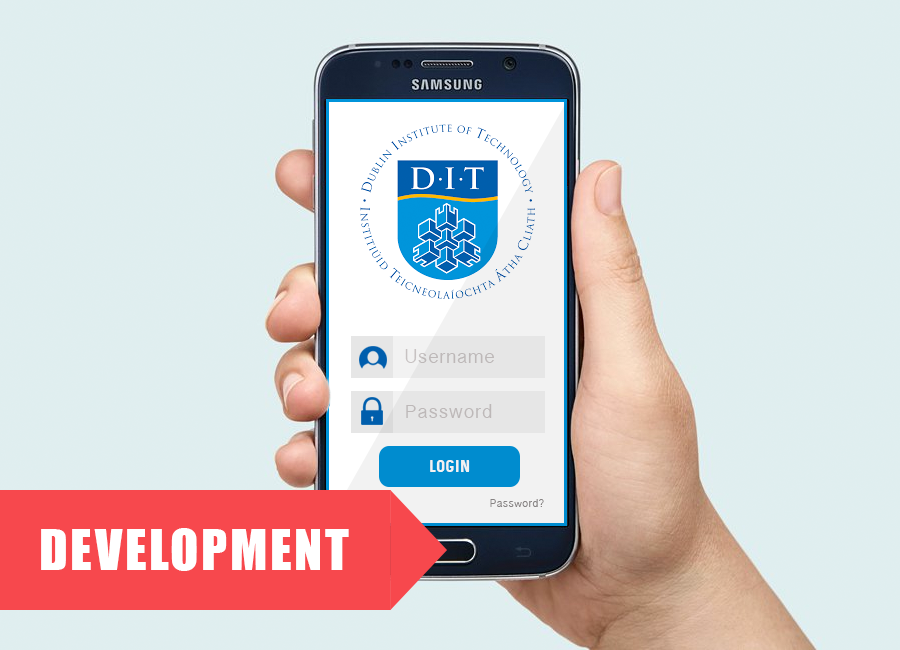 SAMSUNG
• DUBLIN INSTITUTE OF TECHNOLOGY •
INSTITIÚID TEICNEOLAÍOCHTA ÁTHA CLIATH
D·I·T
Username
Password
LOGIN
Password?
DEVELOPMENT